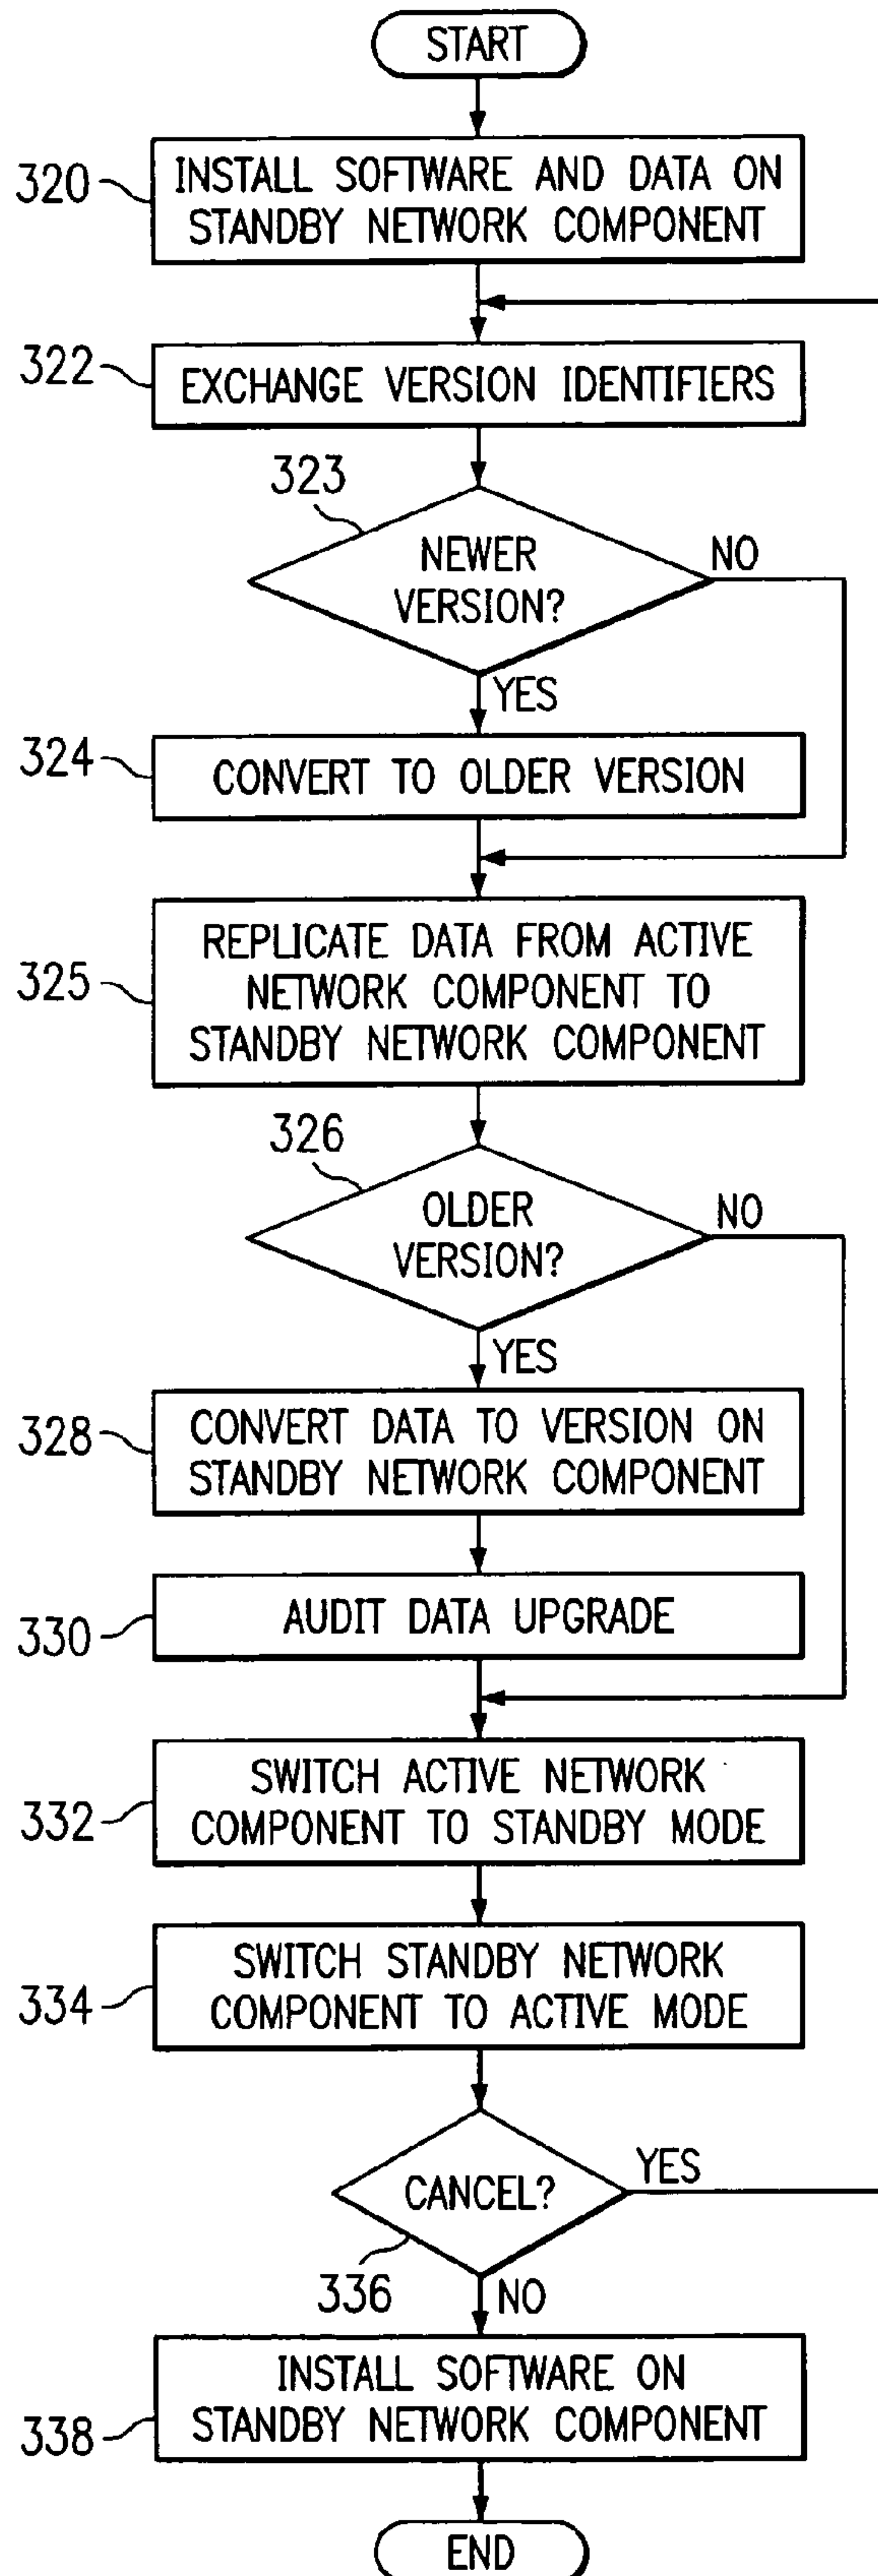 START
320
INSTALL SOFTWARE AND DATA ON
STANDBY NETWORK COMPONENT
322
EXCHANGE VERSION IDENTIFIERS
323
NEWER
VERSION?
NO
YES
324
CONVERT TO OLDER VERSION
325
REPLICATE DATA FROM ACTIVE
NETWORK COMPONENT TO
STANDBY NETWORK COMPONENT
326
OLDER
VERSION?
NO
YES
328
CONVERT DATA TO VERSION ON
STANDBY NETWORK COMPONENT
330
AUDIT DATA UPGRADE
332
SWITCH ACTIVE NETWORK
COMPONENT TO STANDBY MODE
334
SWITCH STANDBY NETWORK
COMPONENT TO ACTIVE MODE
CANCEL?
YES
336
NO
338
INSTALL SOFTWARE ON
STANDBY NETWORK COMPONENT
END